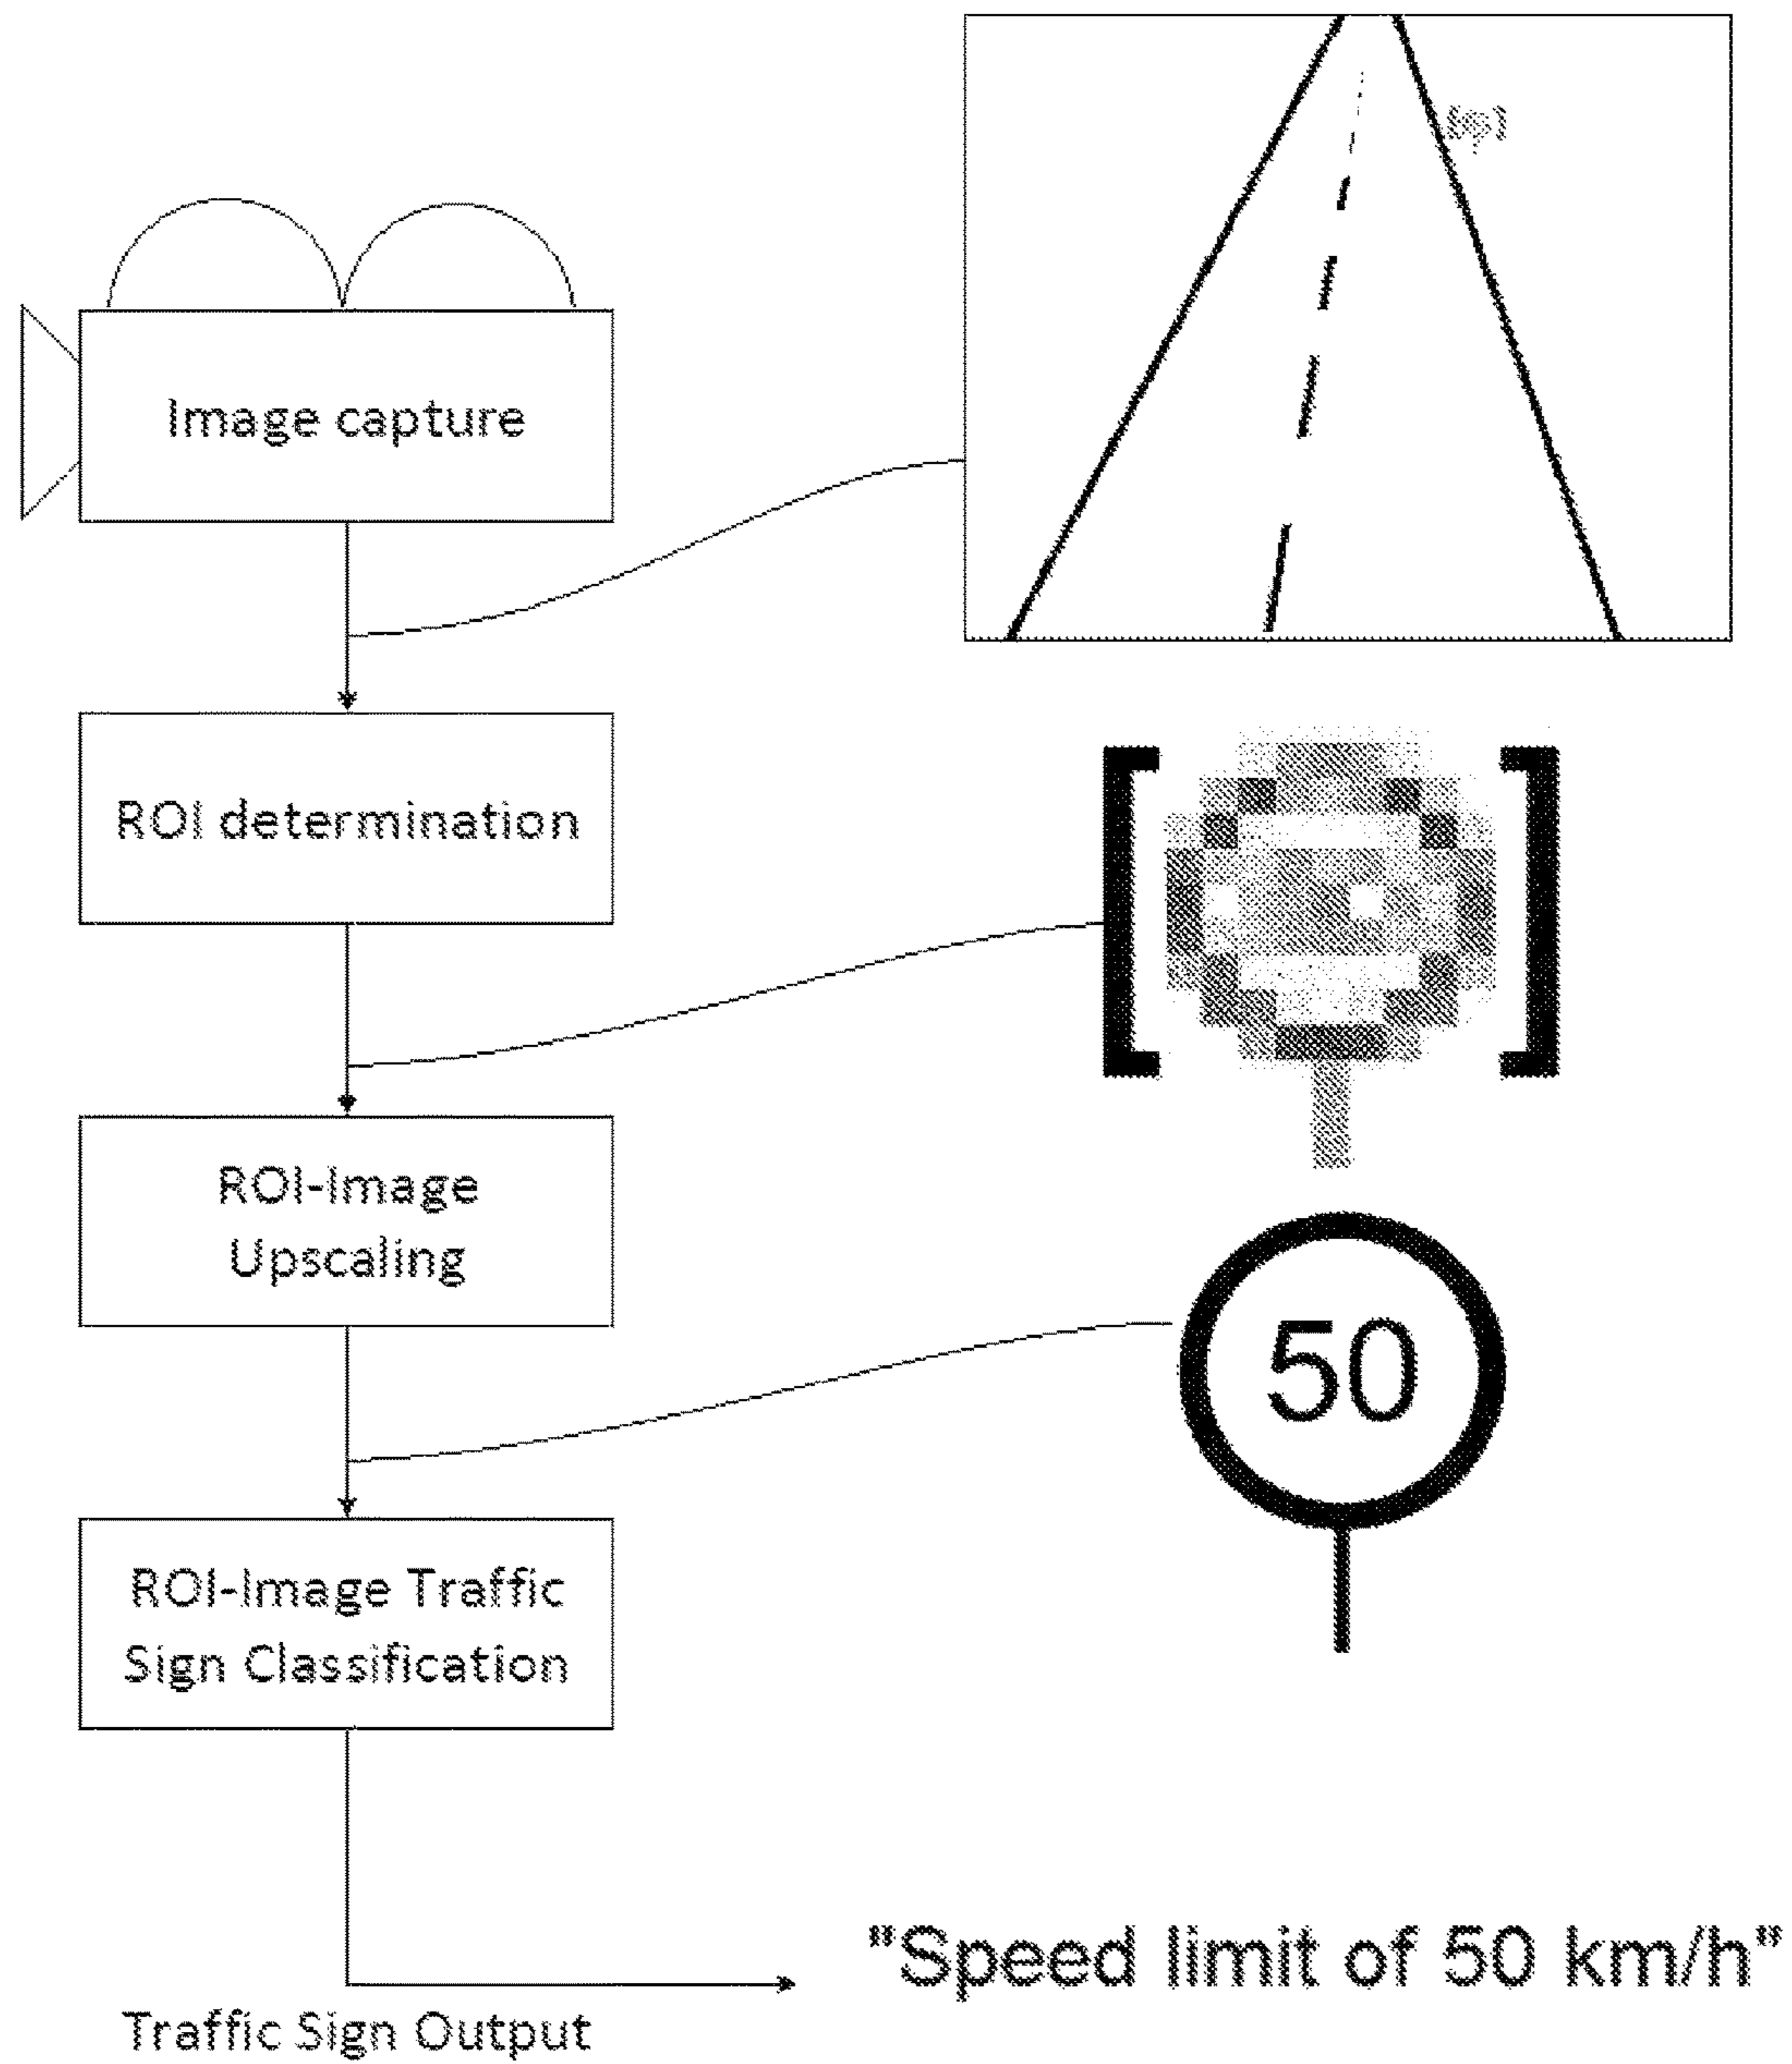 Image capture
ROI determination
ROI-Image
Upscaling
50
ROI-Image Traffic
Sign Classification
"Speed limit of 50 km/h"
Traffic Sign Output